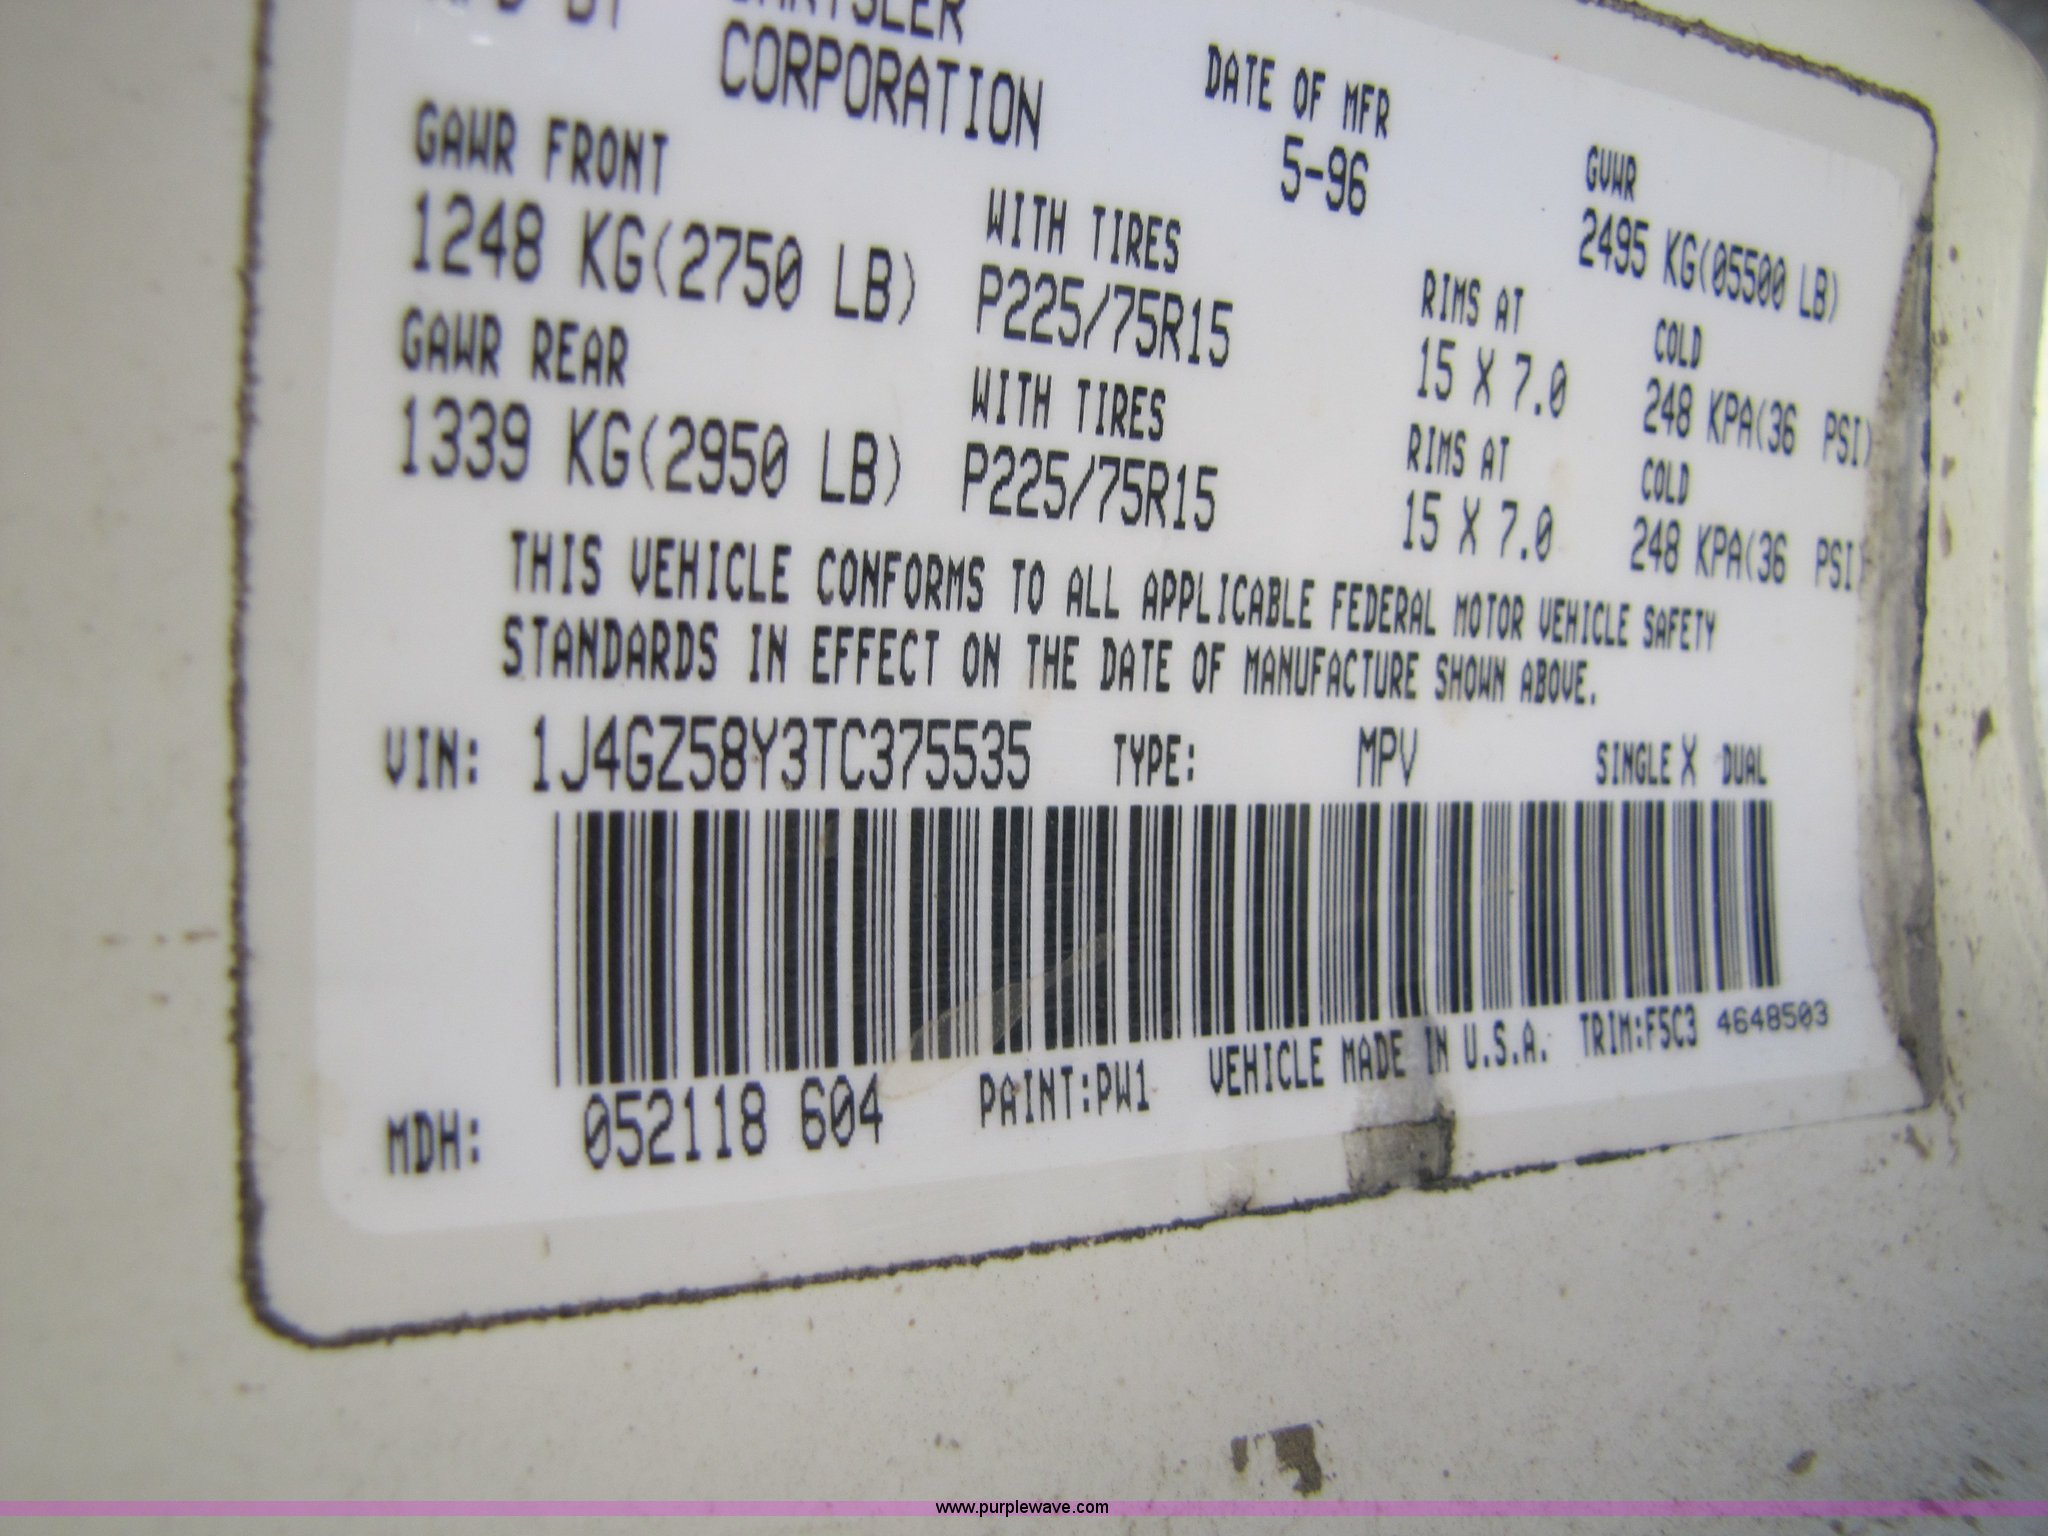 CORPORATION
DATE OF MFR
5-96
GVWR
2495 KG(05500 LB)
GAWR FRONT
1248 KG(2750 LB)
WITH TIRES
P225/75R15
RIMS AT
15 X 7.0
COLD
248 KPA(36 PSI)
GAWR REAR
1339 KG(2950 LB)
WITH TIRES
P225/75R15
RIMS AT
15 X 7.0
COLD
248 KPA(36 PSI)
THIS VEHICLE CONFORMS TO ALL APPLICABLE FEDERAL MOTOR VEHICLE SAFETY
STANDARDS IN EFFECT ON THE DATE OF MANUFACTURE SHOWN ABOVE.
VIN: 1J4GZ58Y3TC375535 TYPE: MPV SINGLE X DUAL
MDH: 052118 604 PAINT:PW1 VEHICLE MADE IN U.S.A. TRIM:F5C3 4648503
www.purplewave.com